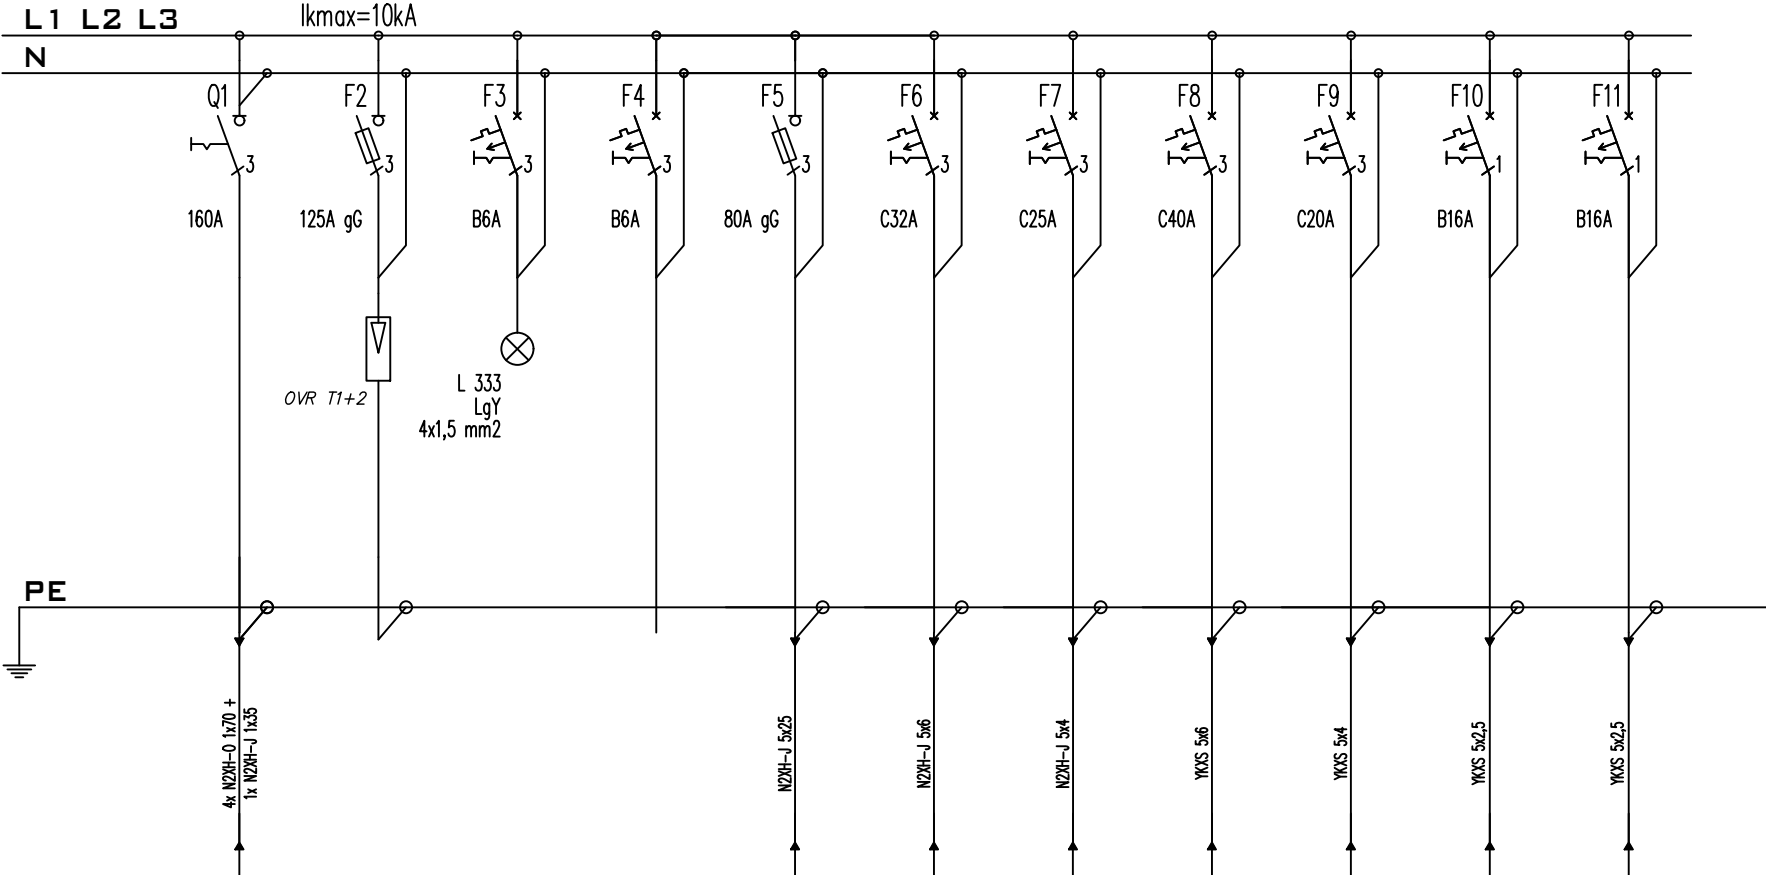 L1 L2 L3
Ikmax=10kA
N
Q1 F2 F3 F4 F5 F6 F7 F8 F9 F10 F11
3 3 3 3 3 3 3 3 3 1 1
160A 125A gG B6A B6A 80A gG C32A C25A C40A C20A B16A B16A
OVR T1+2
L 333
LgY
4x1,5 mm2
PE
4x N2XH-O 1x70 +
1x N2XH-J 1x35
N2XH-J 5x25
N2XH-J 5x6
N2XH-J 5x4
YKXS 5x6
YKXS 5x4
YKXS 5x2,5
YKXS 5x2,5